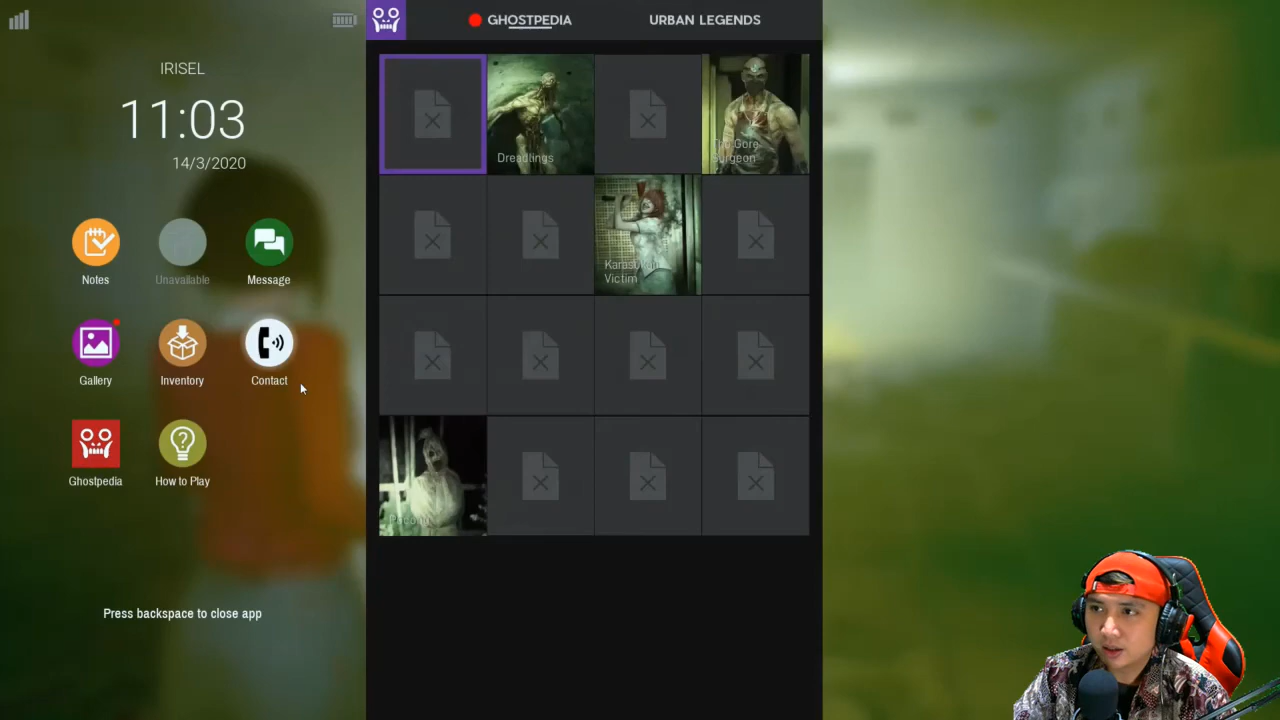 IRISEL
11:03
14/3/2020
Notes
Unavailable
Message
Gallery
Inventory
Contact
Ghostpedia
How to Play
Press backspace to close app
GHOSTPEDIA
URBAN LEGENDS
Dreadlings
The Gore
Surgeon
Victim